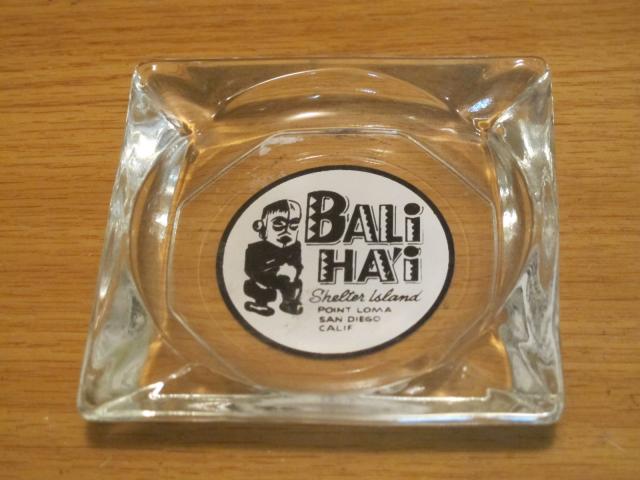 BALi
HA'i
Shelter Island
POINT LOMA
SAN DIEGO
CALIF